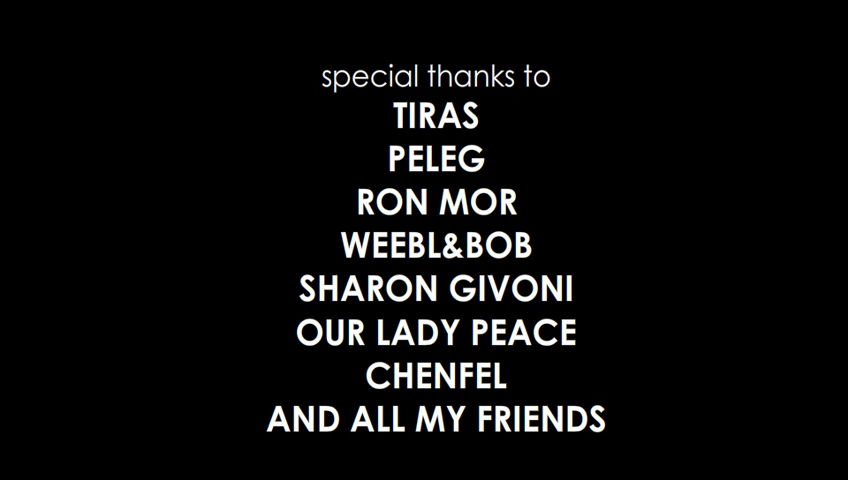 special thanks to
TIRAS
PELEG
RON MOR
WEEBL&BOB
SHARON GIVONI
OUR LADY PEACE
CHENFEL
AND ALL MY FRIENDS